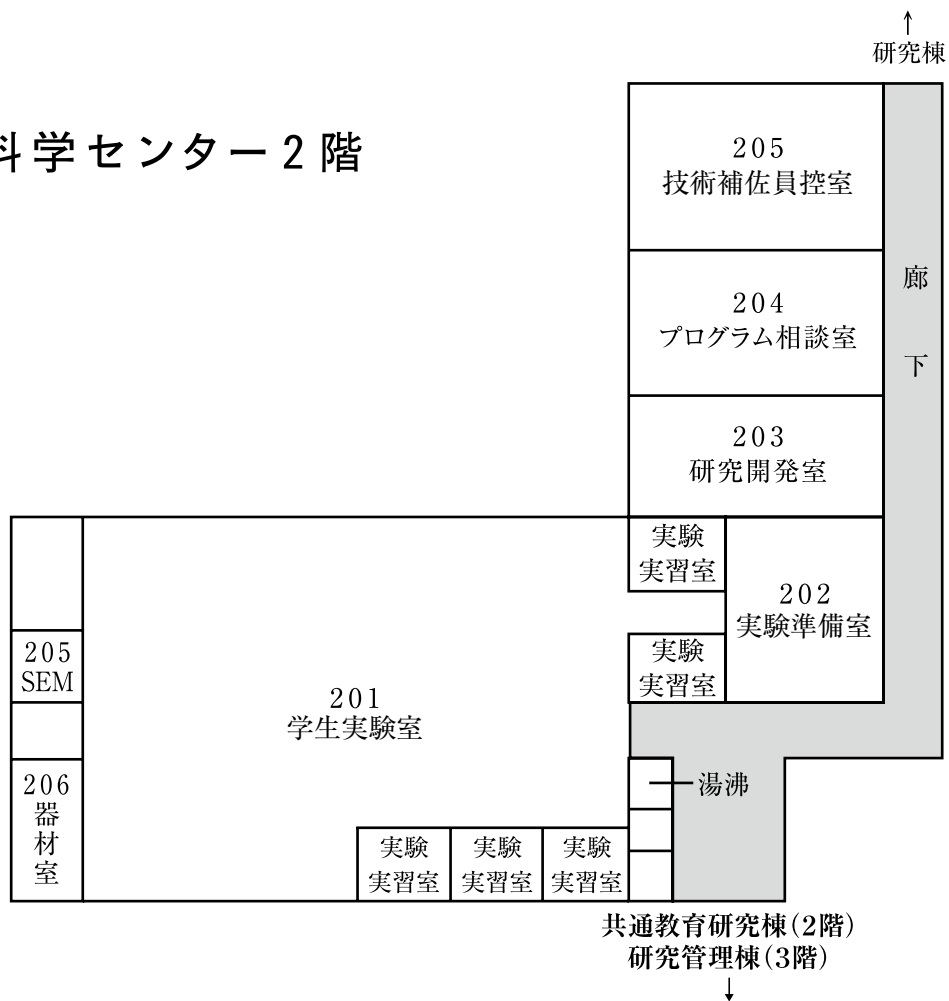 ↑
研究棟
科学センター2階
205
技術補佐員控室
204
プログラム相談室
廊下
203
研究開発室
実験
実習室
202
実験準備室
実験
実習室
205
SEM
201
学生実験室
206
器材室
湯沸
実験
実習室
実験
実習室
実験
実習室
共通教育研究棟(2階)
研究管理棟(3階)
↓